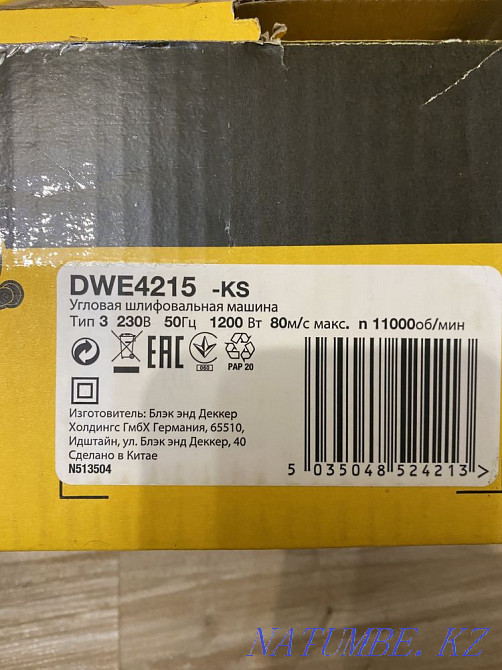 DWE4215 -KS
Угловая шлифовальная машина
Тип 3 230В 50Гц 1200 Вт 80м/с макс. n 11000об/мин
EAC
060
PAP 20
Изготовитель: Блэк энд Деккер
Холдингс ГмбХ Германия, 65510,
Идштайн, ул. Блэк энд Деккер, 40
Сделано в Китае
N513504
5 035048 524213 >
NATUMBE.KZ